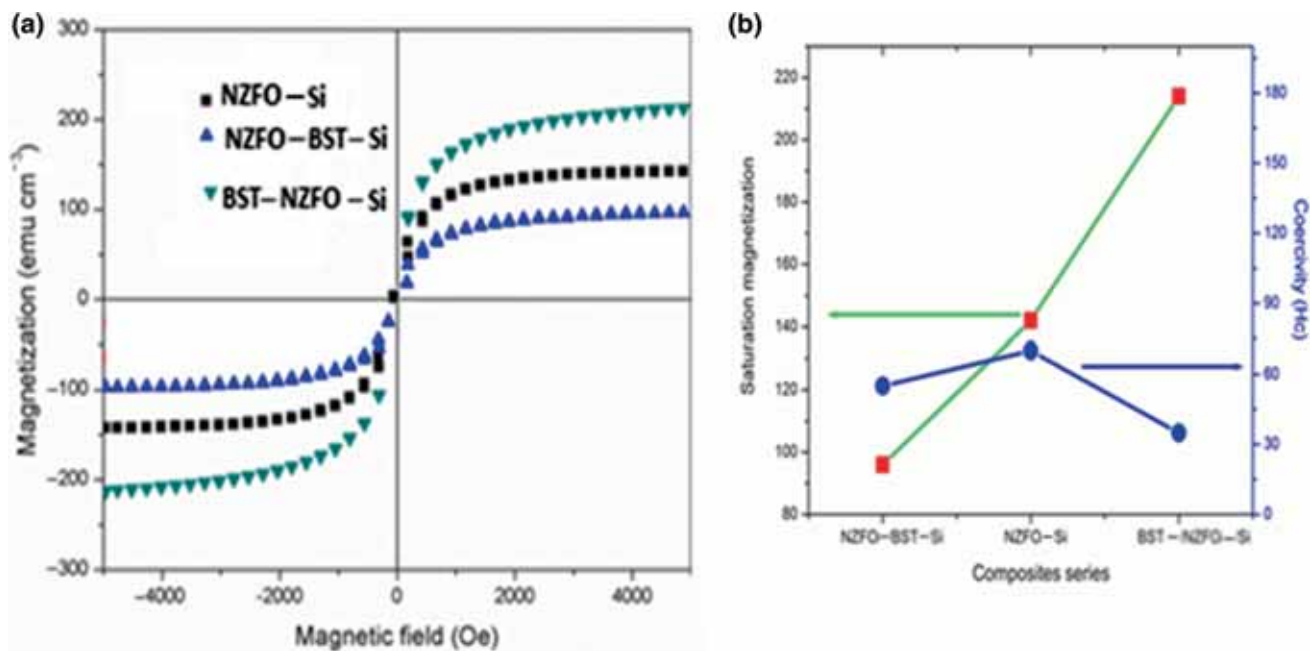 (a)
300
200
100
0
−100
−200
−300
Magnetization (emu cm⁻³)
NZFO−Si
NZFO−BST−Si
BST−NZFO−Si
−4000
−2000
0
2000
4000
Magnetic field (Oe)
(b)
220
200
180
160
140
120
100
80
Saturation magnetization
180
150
120
90
60
30
0
Coercivity (Hc)
NZFO−BST−Si
NZFO−Si
BST−NZFO−Si
Composites series